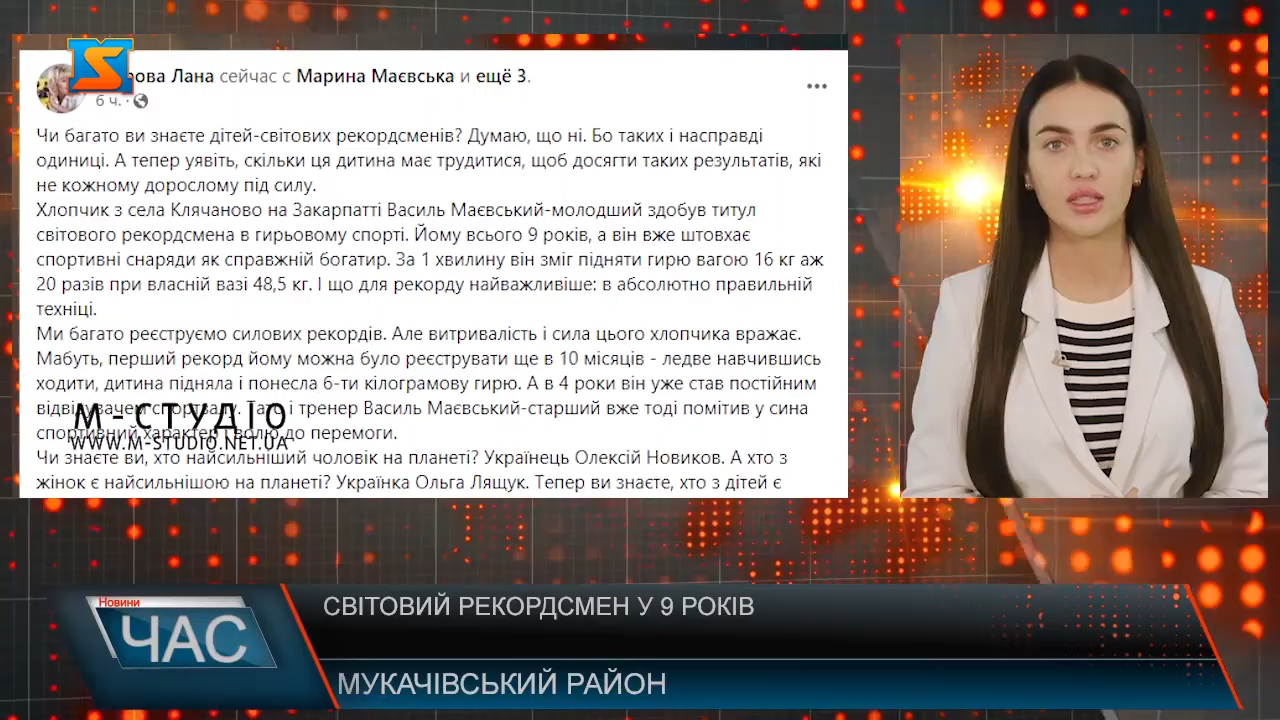 рова Лана сейчас с Марина Маєвська и ещё 3.
6 ч.
Чи багато ви знаєте дітей-світових рекордсменів? Думаю, що ні. Бо таких і насправді
одиниці. А тепер уявіть, скільки ця дитина має трудитися, щоб досягти таких результатів, які
не кожному дорослому під силу.
Хлопчик з села Клячаново на Закарпатті Василь Маєвський-молодший здобув титул
світового рекордсмена в гирьовому спорті. Йому всього 9 років, а він вже штовхає
спортивні снаряди як справжній богатир. За 1 хвилину він зміг підняти гирю вагою 16 кг аж
20 разів при власній вазі 48,5 кг. І що для рекорду найважливіше: в абсолютно правильній
техніці.
Ми багато реєструємо силових рекордів. Але витривалість і сила цього хлопчика вражає.
Мабуть, перший рекорд йому можна було реєструвати ще в 10 місяців - ледве навчившись
ходити, дитина підняла і понесла 6-ти кілограмову гирю. А в 4 роки він уже став постійним
відвідувачем спортзалу. Тато і тренер Василь Маєвський-старший вже тоді помітив у сина
спортивний характер і волю до перемоги.
М-СТУДІО
WWW.M-STUDIO.NET.UA
Чи знаєте ви, хто найсильніший чоловік на планеті? Українець Олексій Новиков. А хто з
жінок є найсильнішою на планеті? Українка Ольга Лящук. Тепер ви знаєте, хто з дітей є
Новини
ЧАС
СВІТОВИЙ РЕКОРДСМЕН У 9 РОКІВ
МУКАЧІВСЬКИЙ РАЙОН